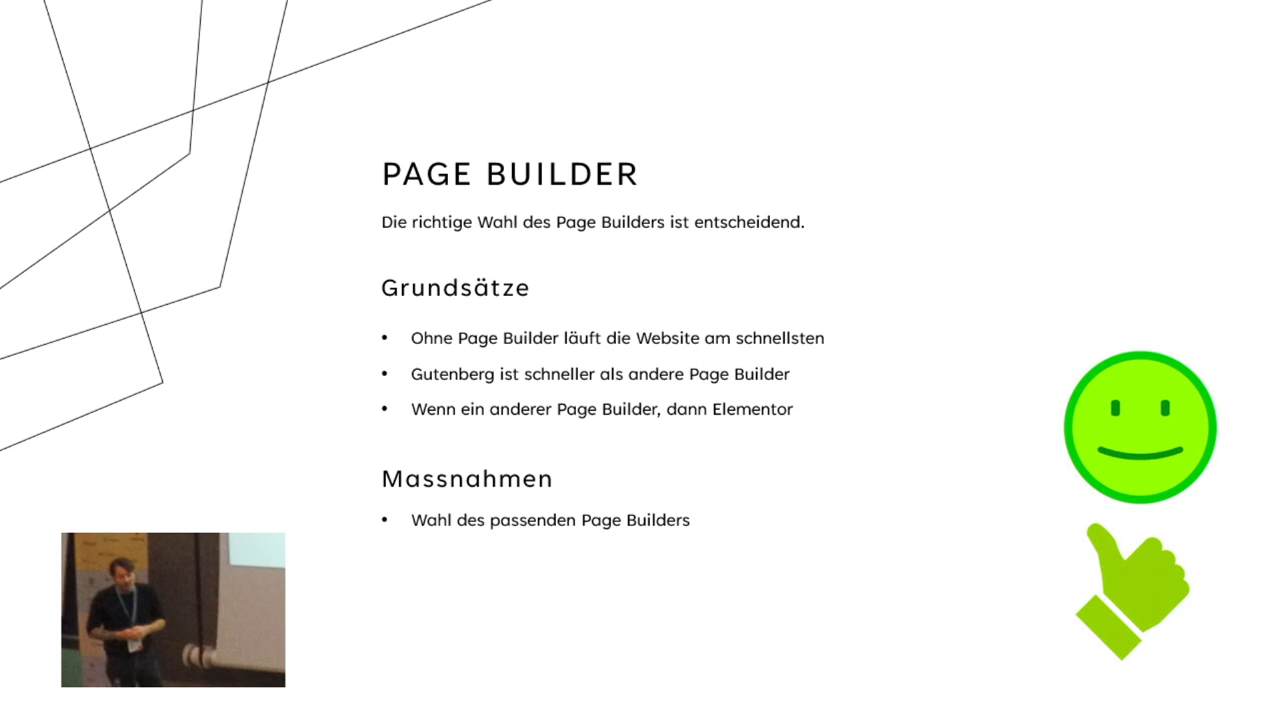 PAGE BUILDER
Die richtige Wahl des Page Builders ist entscheidend.
Grundsätze
• Ohne Page Builder läuft die Website am schnellsten
• Gutenberg ist schneller als andere Page Builder
• Wenn ein anderer Page Builder, dann Elementor
Massnahmen
• Wahl des passenden Page Builders